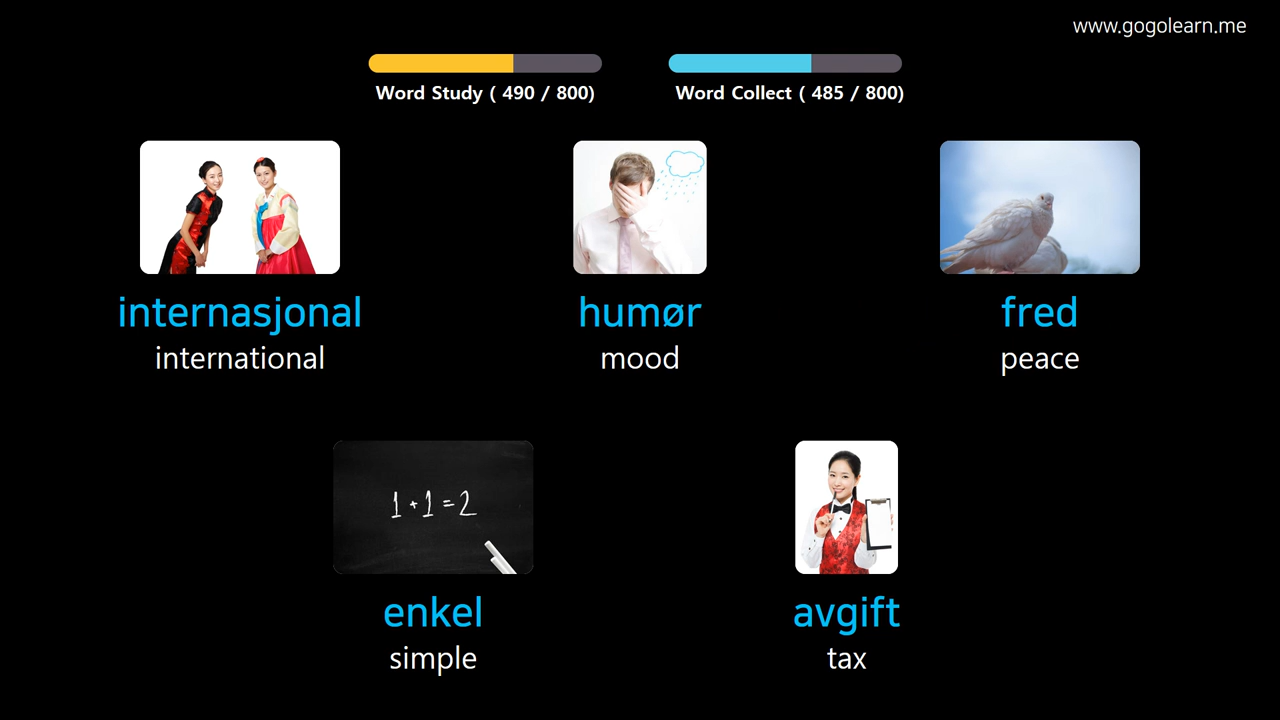 www.gogolearn.me
Word Study ( 490 / 800)
Word Collect ( 485 / 800)
internasjonal
international
humør
mood
fred
peace
1+1=2
enkel
simple
avgift
tax